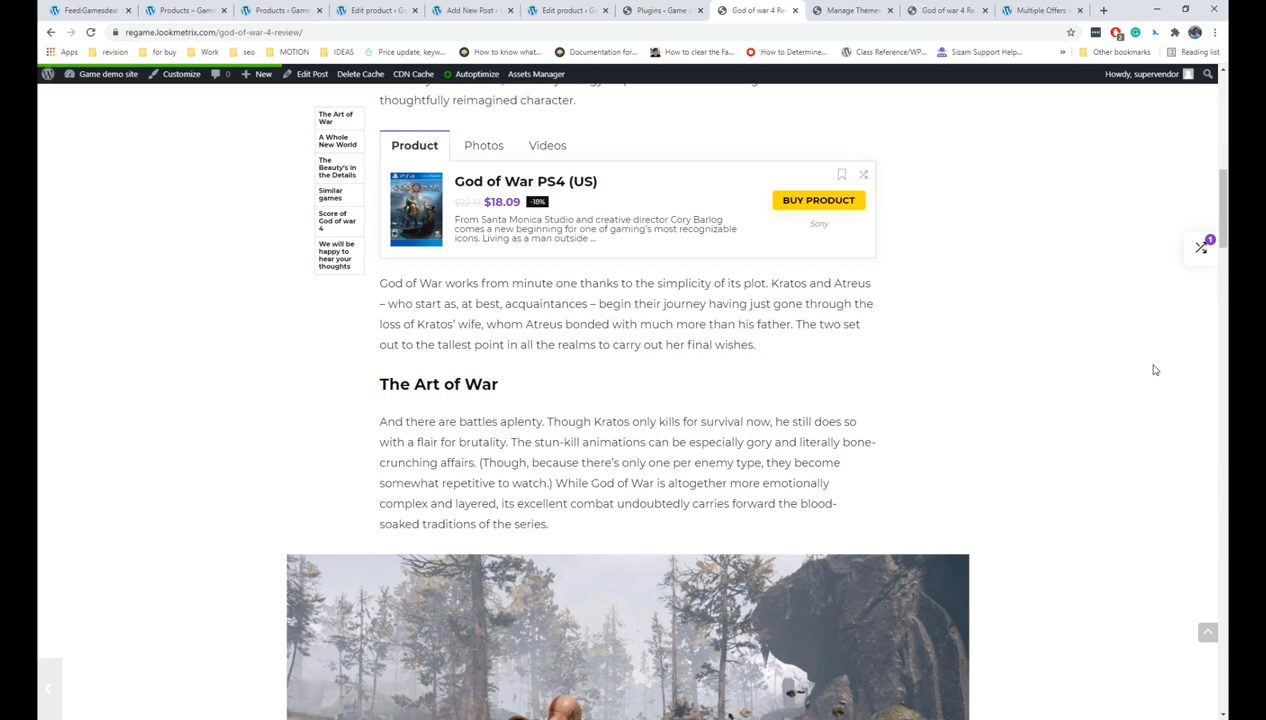 Feed:Gamesdeal
Products – Game
Products ‹ Game
Edit product ‹ Ga
Add New Post ‹
Edit product ‹ Ga
Plugins ‹ Game
God of war 4 Re
Manage Themes
God of war 4 Re
Multiple Offers
regame.lookmetrix.com/god-of-war-4-review/
Apps revision for buy Work seo MOTION IDEAS Price update, keyw... How to know what... Documentation for... How to clear the Fa... How to Determine... Class Reference/WP... Sizam Support Help... » Other bookmarks Reading list
Game demo site Customize 0 New Edit Post Delete Cache CDN Cache Autoptimize Assets Manager Howdy, supervendor
thoughtfully reimagined character.
The Art of
War
A Whole
New World
The
Beauty's in
the Details
Similar
games
Score of
God of war
4
We will be
happy to
hear your
thoughts
Product Photos Videos
God of War PS4 (US)
$18.09 -18%
From Santa Monica Studio and creative director Cory Barlog
comes a new beginning for one of gaming's most recognizable
icons. Living as a man outside ...
BUY PRODUCT
Sony
1
God of War works from minute one thanks to the simplicity of its plot. Kratos and Atreus
– who start as, at best, acquaintances – begin their journey having just gone through the
loss of Kratos' wife, whom Atreus bonded with much more than his father. The two set
out to the tallest point in all the realms to carry out her final wishes.
The Art of War
And there are battles aplenty. Though Kratos only kills for survival now, he still does so
with a flair for brutality. The stun-kill animations can be especially gory and literally bone-
crunching affairs. (Though, because there's only one per enemy type, they become
somewhat repetitive to watch.) While God of War is altogether more emotionally
complex and layered, its excellent combat undoubtedly carries forward the blood-
soaked traditions of the series.